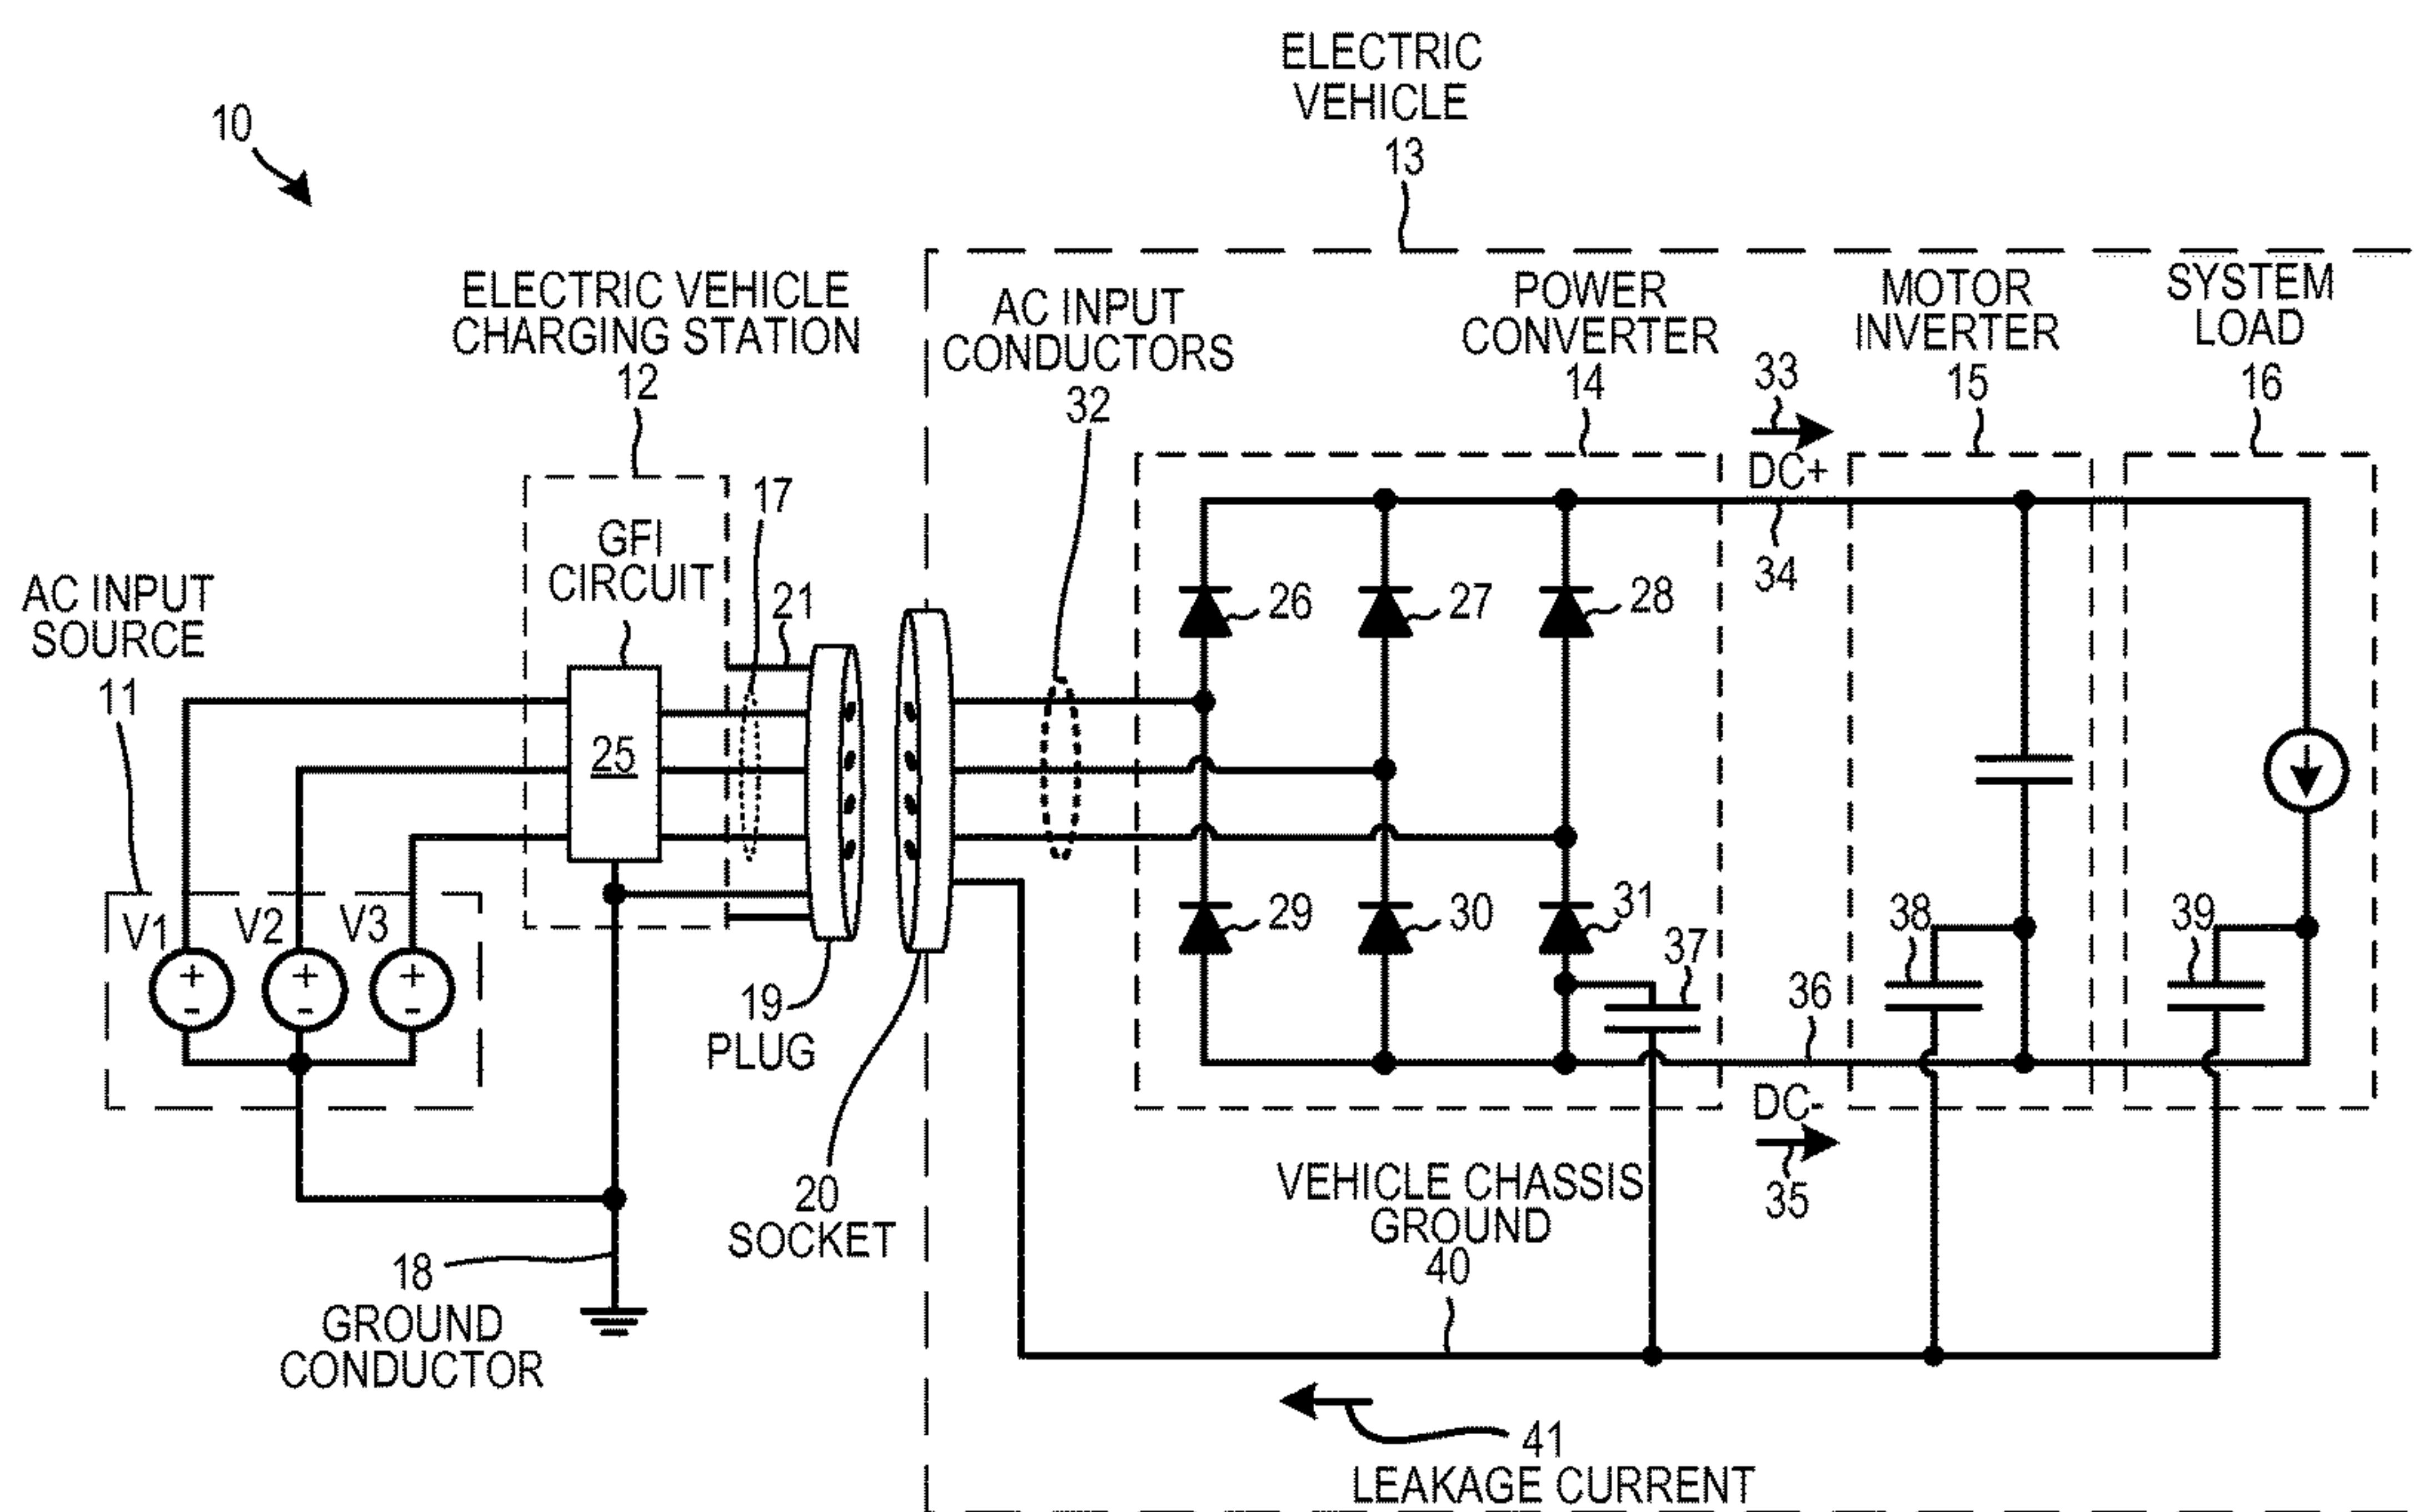 10
ELECTRIC
VEHICLE
13
ELECTRIC VEHICLE
CHARGING STATION
12
AC INPUT
CONDUCTORS
32
POWER
CONVERTER
14
33
DC+
34
MOTOR
INVERTER
15
SYSTEM
LOAD
16
GFI
CIRCUIT
17
21
25
AC INPUT
SOURCE
11
V1
V2
V3
+
-
+
-
+
-
26
27
28
29
30
31
37
38
39
36
DC-
35
19
PLUG
20
SOCKET
18
GROUND
CONDUCTOR
VEHICLE CHASSIS
GROUND
40
41
LEAKAGE CURRENT